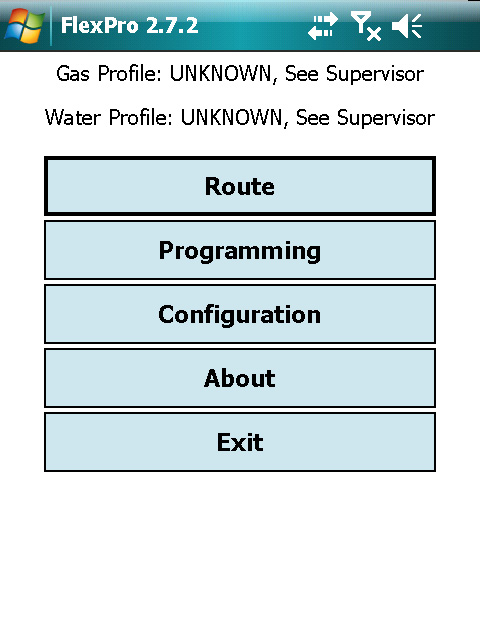 FlexPro 2.7.2
Gas Profile: UNKNOWN, See Supervisor
Water Profile: UNKNOWN, See Supervisor
Route
Programming
Configuration
About
Exit